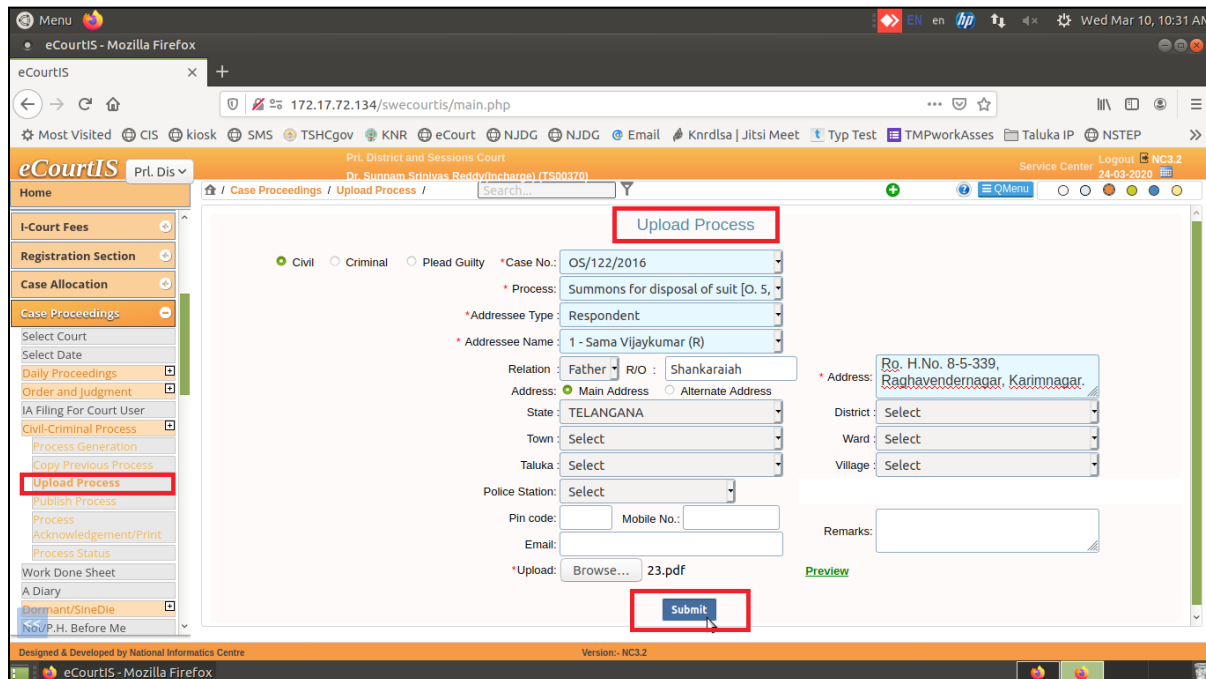 Menu
EN en hp Wed Mar 10, 10:31 AM
eCourtIS - Mozilla Firefox
eCourtIS × +
172.17.72.134/swecourtis/main.php
Most Visited CIS kiosk SMS TSHCgov KNR eCourt NJDG NJDG Email Knrdlsa | Jitsi Meet Typ Test TMPworkAsses Taluka IP NSTEP >>
eCourtIS Prl. Dis
Prl. District and Sessions Court
Dr. Sunnam Srinivas Reddy(Incharge) (TS00370)
Service Center Logout NC3.2
24-03-2020
Home
/ Case Proceedings / Upload Process / Search... QMenu
I-Court Fees
Registration Section
Case Allocation
Case Proceedings
Select Court
Select Date
Daily Proceedings
Order and Judgment
IA Filing For Court User
Civil-Criminal Process
Process Generation
Copy Previous Process
Upload Process
Publish Process
Process
Acknowledgement/Print
Process Status
Work Done Sheet
A Diary
Dormant/SineDie
<<
Not/P.H. Before Me
Upload Process
Civil Criminal Plead Guilty *Case No.: OS/122/2016
* Process: Summons for disposal of suit [O. 5,
*Addressee Type : Respondent
* Addressee Name : 1 - Sama Vijaykumar (R)
Relation : Father R/O : Shankaraiah
* Address: Ro. H.No. 8-5-339,
Raghavendernagar, Karimnagar.
Address: Main Address Alternate Address
State : TELANGANA District : Select
Town : Select Ward : Select
Taluka : Select Village : Select
Police Station: Select
Pin code: Mobile No.:
Remarks:
Email:
*Upload: Browse... 23.pdf Preview
Submit
Designed & Developed by National Informatics Centre Version:- NC3.2
eCourtIS - Mozilla Firefox